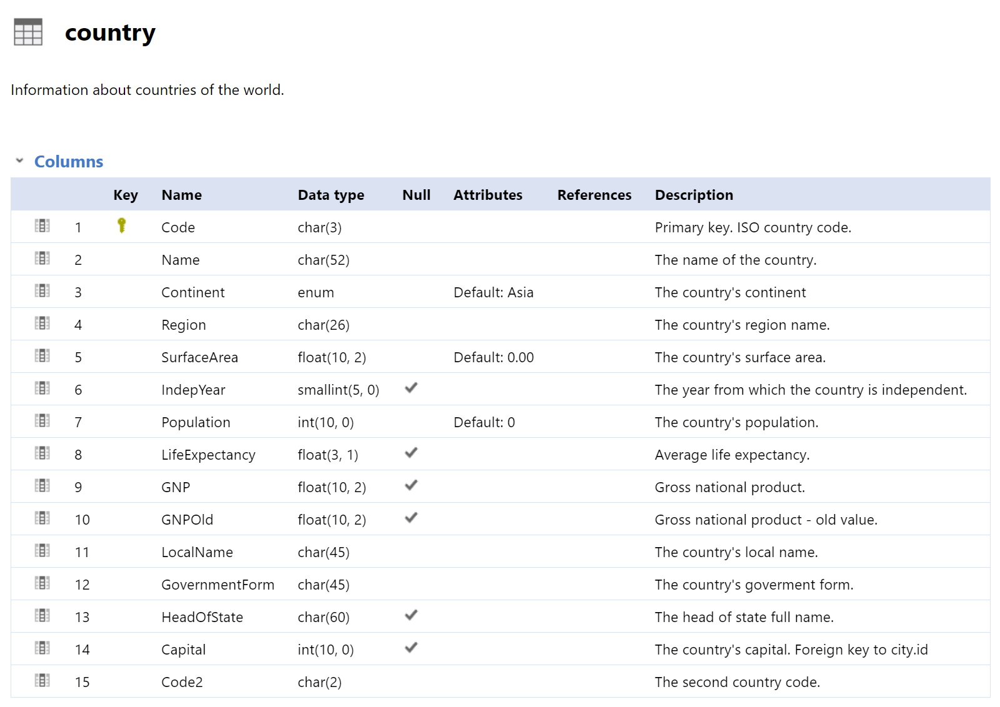 country
Information about countries of the world.
Columns
Key Name Data type Null Attributes References Description
1 Code char(3) Primary key. ISO country code.
2 Name char(52) The name of the country.
3 Continent enum Default: Asia The country's continent
4 Region char(26) The country's region name.
5 SurfaceArea float(10, 2) Default: 0.00 The country's surface area.
6 IndepYear smallint(5, 0) The year from which the country is independent.
7 Population int(10, 0) Default: 0 The country's population.
8 LifeExpectancy float(3, 1) Average life expectancy.
9 GNP float(10, 2) Gross national product.
10 GNPOld float(10, 2) Gross national product - old value.
11 LocalName char(45) The country's local name.
12 GovernmentForm char(45) The country's goverment form.
13 HeadOfState char(60) The head of state full name.
14 Capital int(10, 0) The country's capital. Foreign key to city.id
15 Code2 char(2) The second country code.